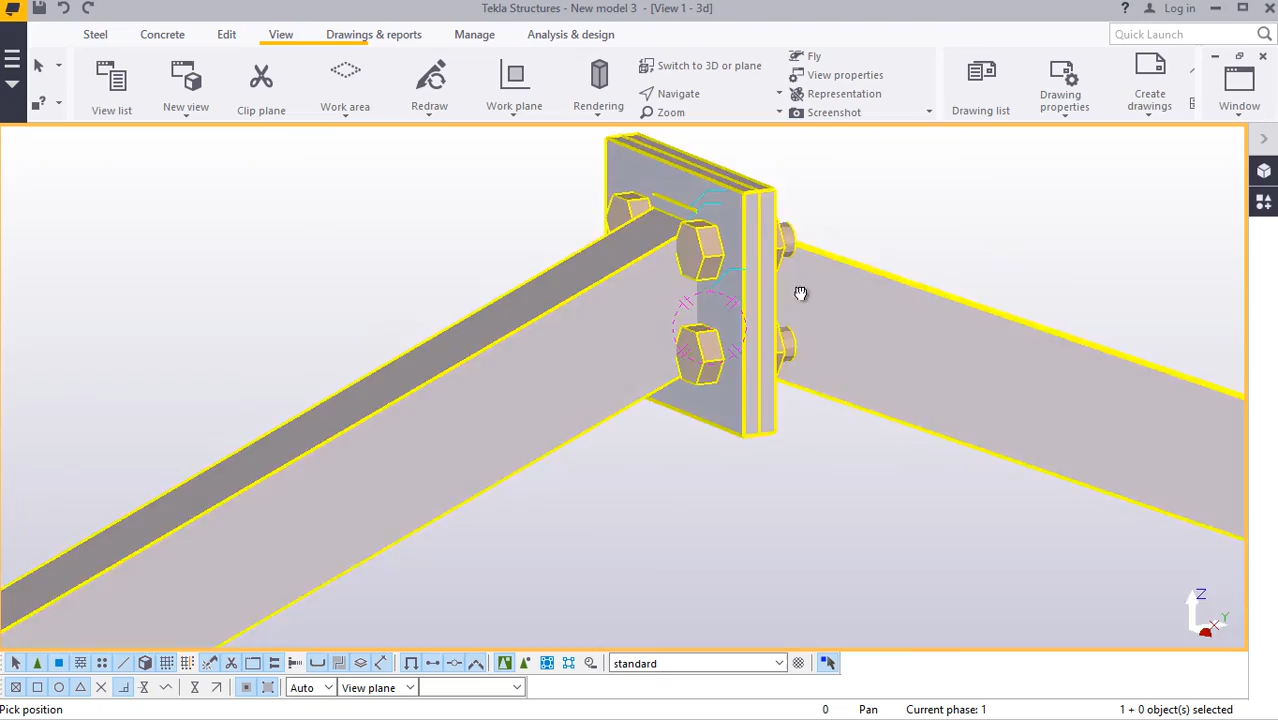 Tekla Structures - New model 3 - [View 1 - 3d]
? Log in
Steel Concrete Edit View Drawings & reports Manage Analysis & design
Quick Launch
View list
New view
Clip plane
Work area
Redraw
Work plane
Rendering
Switch to 3D or plane
Navigate
Zoom
Fly
View properties
Representation
Screenshot
Drawing list
Drawing
properties
Create
drawings
Window
Z
Y
X
standard
Auto
View plane
Pick position
0
Pan
Current phase: 1
1 + 0 object(s) selected